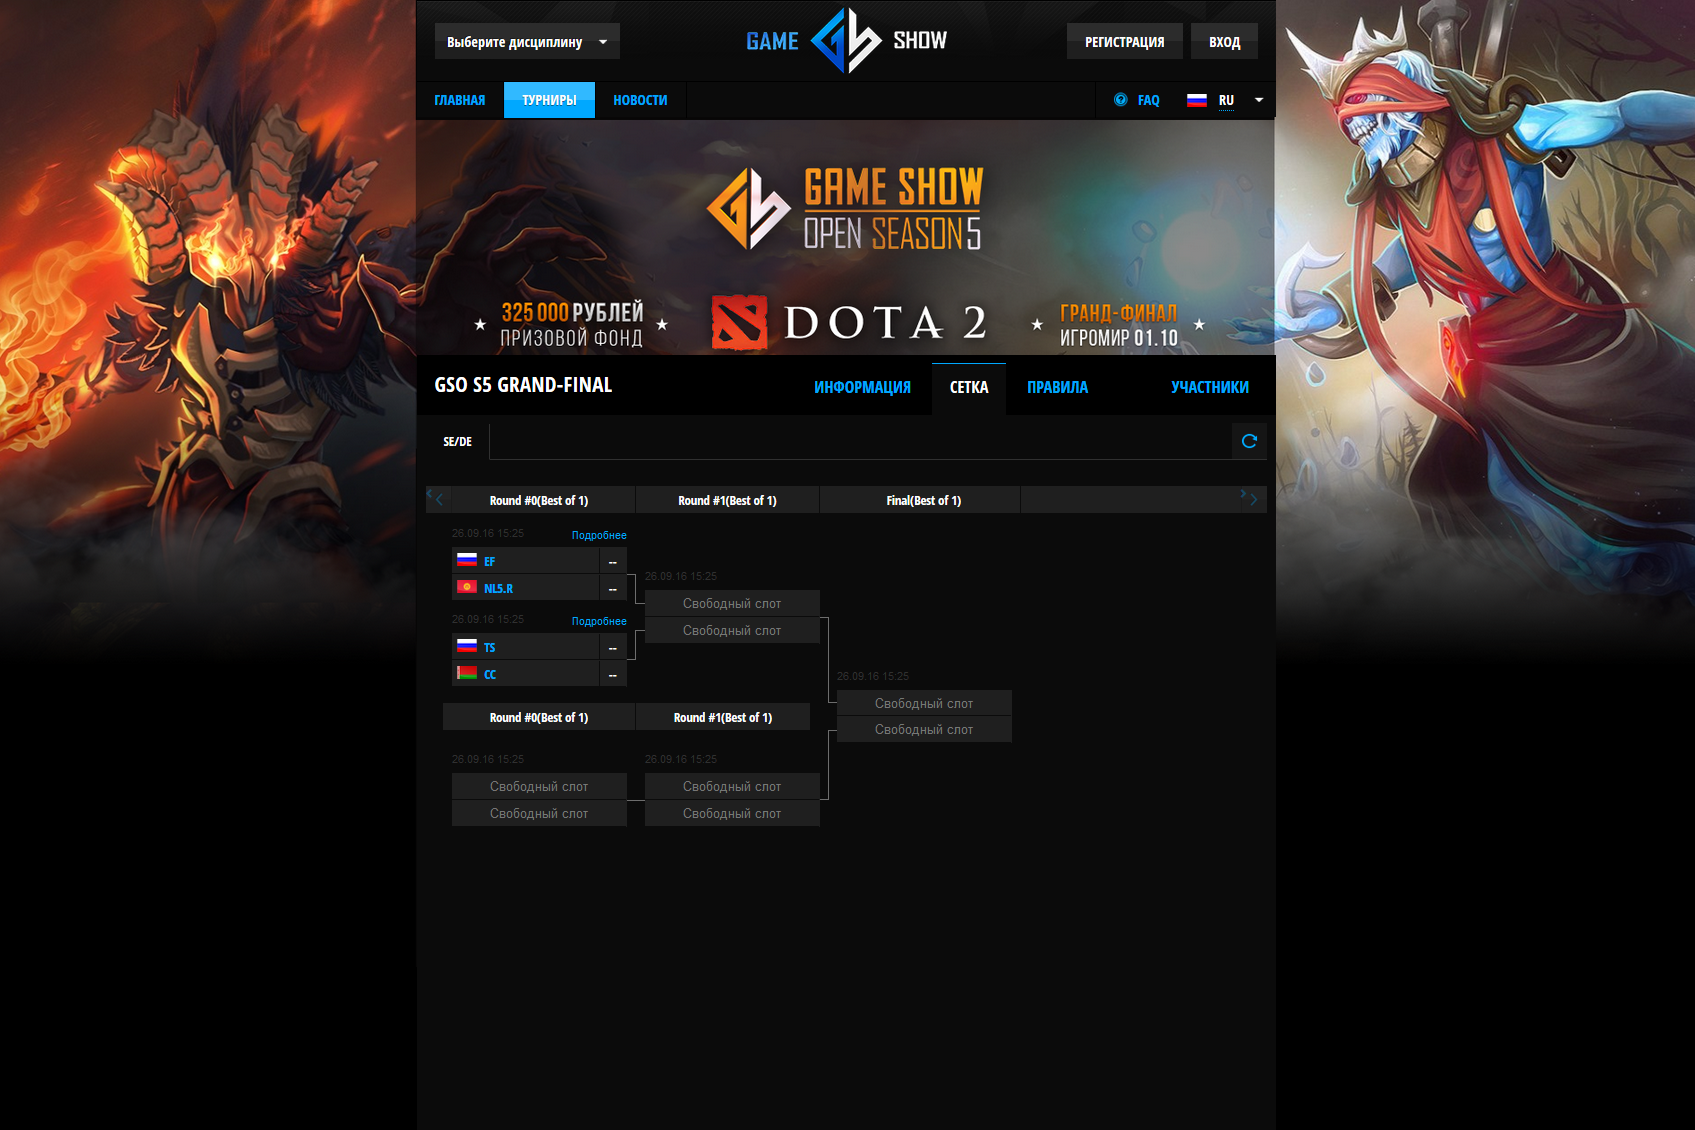 Выберите дисциплину
GAME SHOW
РЕГИСТРАЦИЯ
ВХОД
ГЛАВНАЯ
ТУРНИРЫ
НОВОСТИ
FAQ
RU
GAME SHOW
OPEN SEASON 5
325 000 РУБЛЕЙ
ПРИЗОВОЙ ФОНД
DOTA 2
ГРАНД-ФИНАЛ
ИГРОМИР 01.10
GSO S5 GRAND-FINAL
ИНФОРМАЦИЯ
СЕТКА
ПРАВИЛА
УЧАСТНИКИ
SE/DE
Round #0(Best of 1)
Round #1(Best of 1)
Final(Best of 1)
26.09.16 15:25
Подробнее
EF --
NL5.R --
26.09.16 15:25
Свободный слот
Свободный слот
26.09.16 15:25
Подробнее
TS --
CC --
26.09.16 15:25
Свободный слот
Свободный слот
Round #0(Best of 1)
Round #1(Best of 1)
26.09.16 15:25
Свободный слот
Свободный слот
26.09.16 15:25
Свободный слот
Свободный слот